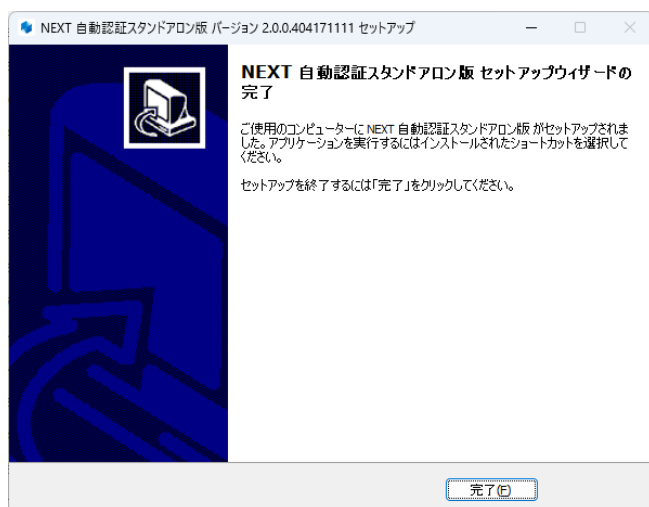 NEXT 自動認証スタンドアロン版 バージョン 2.0.0.404171111 セットアップ
NEXT 自動認証スタンドアロン版 セットアップウィザードの
完了
ご使用のコンピューターに NEXT 自動認証スタンドアロン版 がセットアップされま
した。アプリケーションを実行するにはインストールされたショートカットを選択して
ください。
セットアップを終了するには「完了」をクリックしてください。
完了(F)